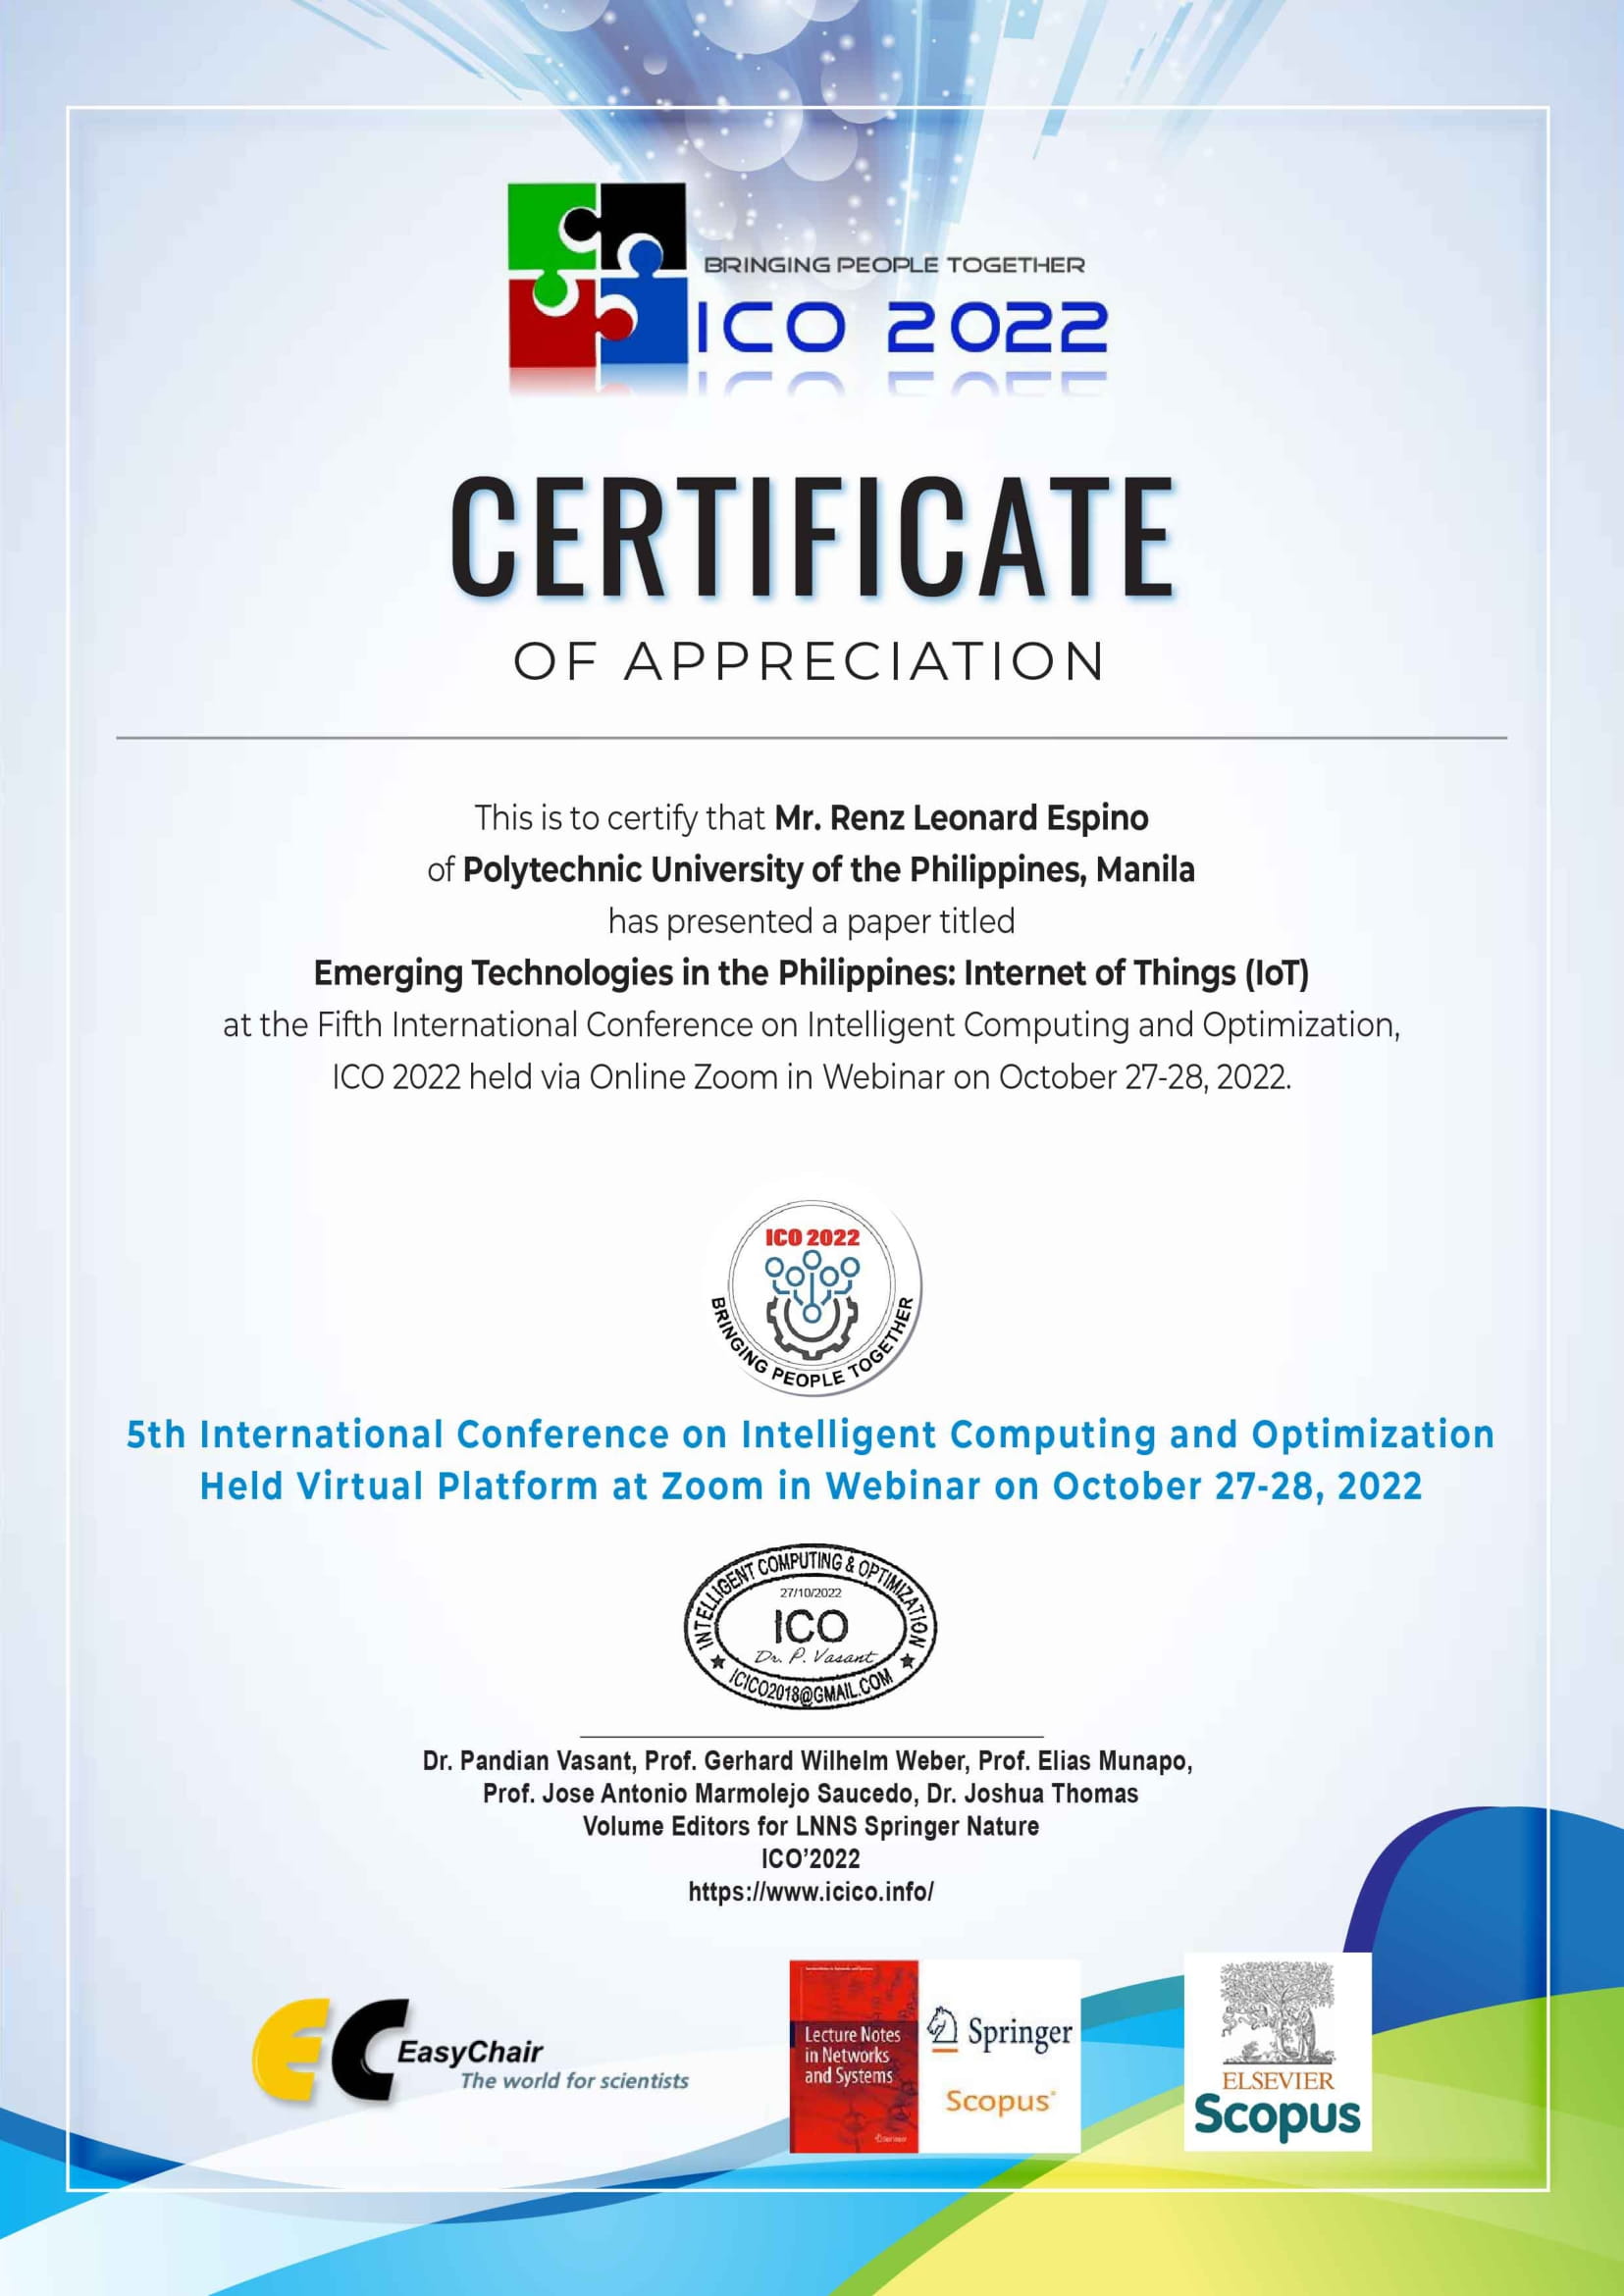 BRINGING PEOPLE TOGETHER
ICO 2022
CERTIFICATE
OF APPRECIATION
This is to certify that Mr. Renz Leonard Espino
of Polytechnic University of the Philippines, Manila
has presented a paper titled
Emerging Technologies in the Philippines: Internet of Things (IoT)
at the Fifth International Conference on Intelligent Computing and Optimization,
ICO 2022 held via Online Zoom in Webinar on October 27-28, 2022.
ICO 2022
BRINGING PEOPLE TOGETHER
5th International Conference on Intelligent Computing and Optimization
Held Virtual Platform at Zoom in Webinar on October 27-28, 2022
INTELLIGENT COMPUTING & OPTIMIZATION
27/10/2022
ICO
Dr. P. Vasant
ICICO2018@GMAIL.COM
Dr. Pandian Vasant, Prof. Gerhard Wilhelm Weber, Prof. Elias Munapo,
Prof. Jose Antonio Marmolejo Saucedo, Dr. Joshua Thomas
Volume Editors for LNNS Springer Nature
ICO’2022
https://www.icico.info/
EC
EasyChair
The world for scientists
Lecture Notes
in Networks
and Systems
Springer
Scopus®
ELSEVIER
Scopus